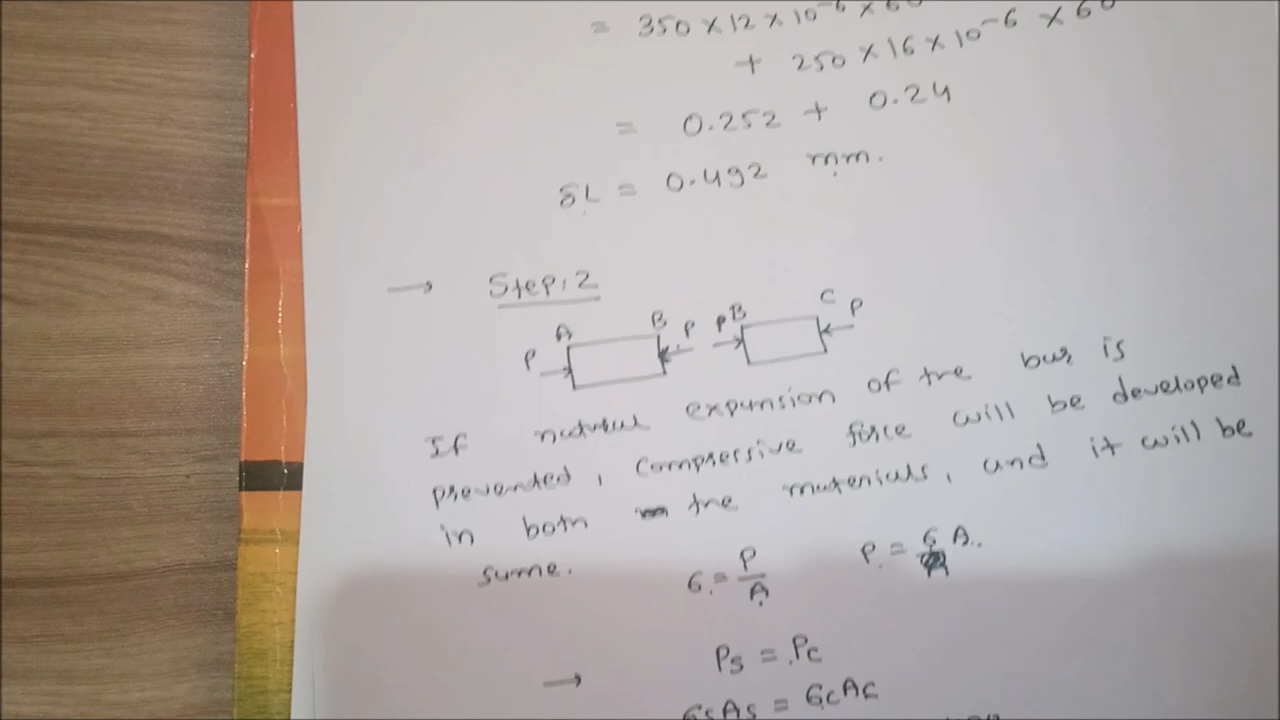 = 350 × 12 × 10⁻⁶ × 60
+ 250 × 16 × 10⁻⁶ × 60
= 0.252 + 0.24
δL = 0.492 mm.
→ Step:2
A B B C
P P P P
If natural expansion of the bar is
prevented, compressive force will be developed
in both the materials, and it will be
same.
σ = P/A P = σA.
→ Ps = Pc
σsAs = σcAc